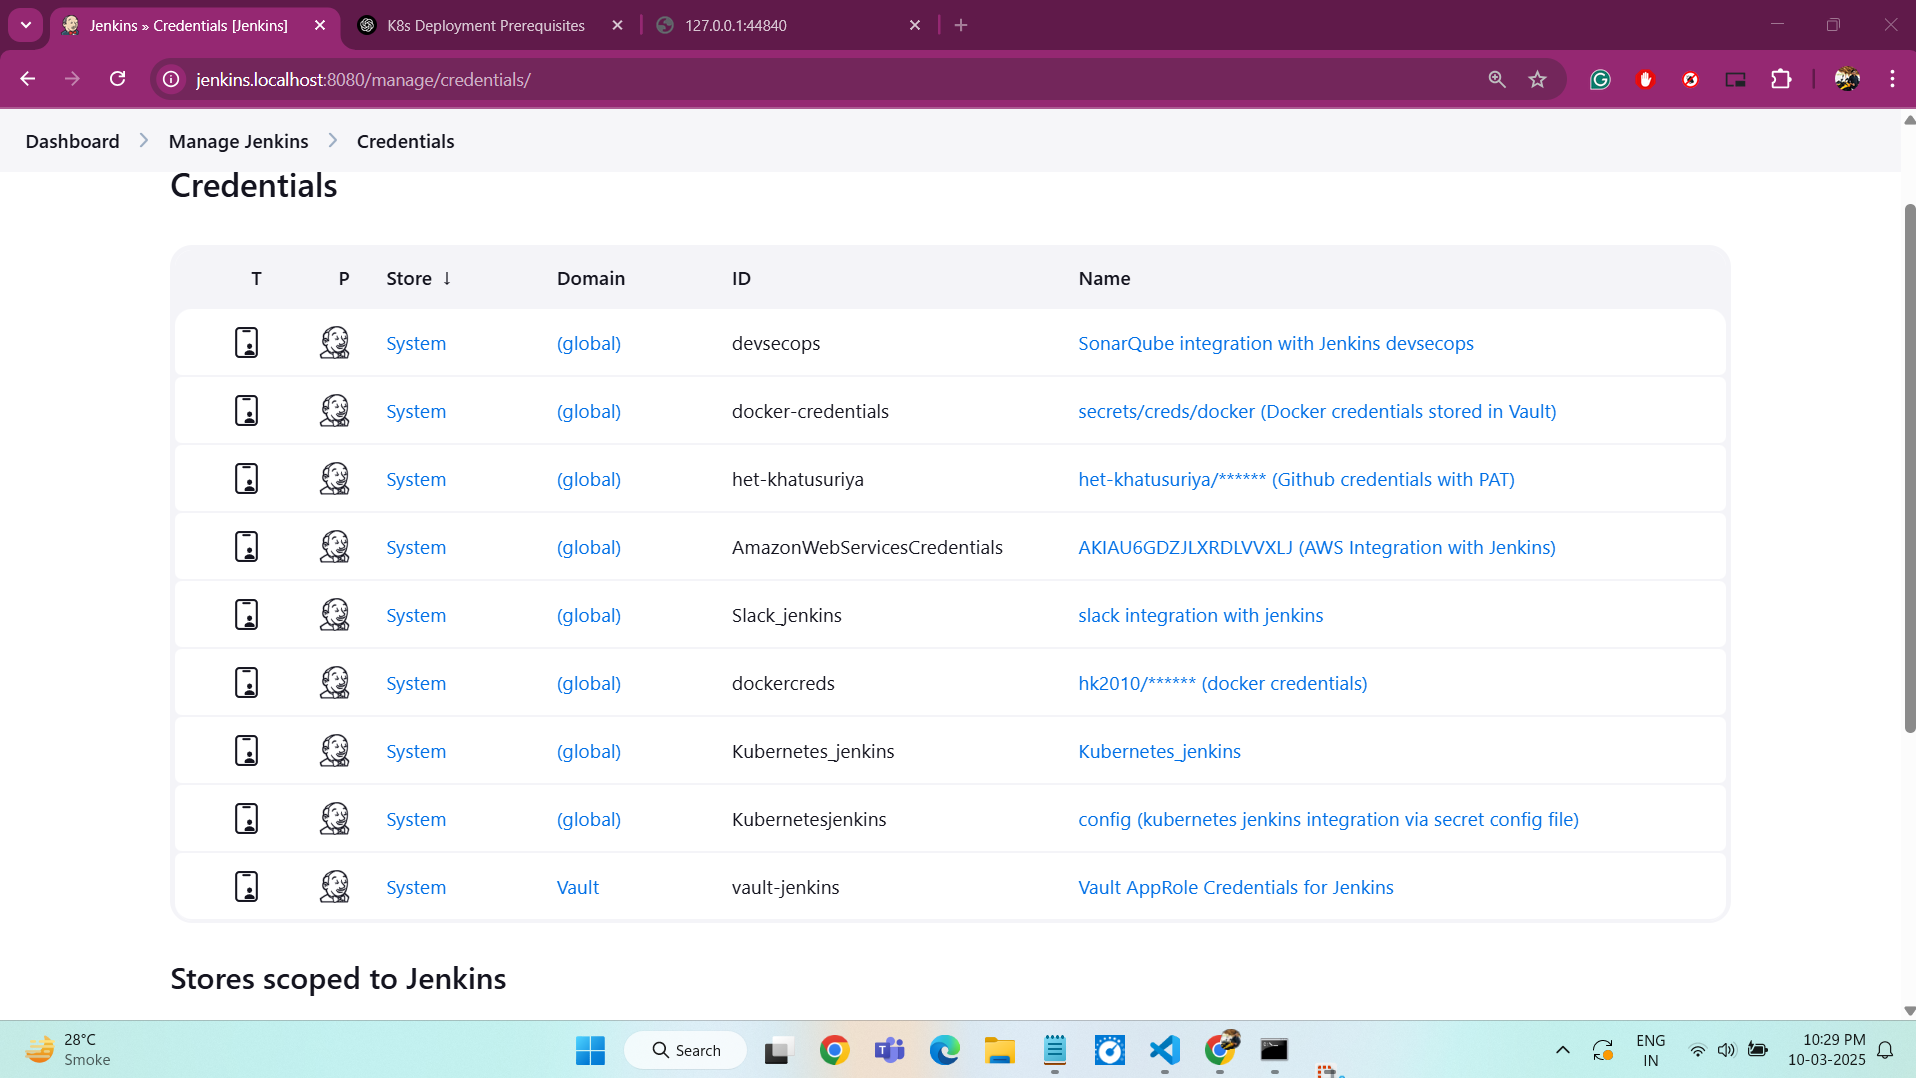 Jenkins » Credentials [Jenkins]
K8s Deployment Prerequisites
127.0.0.1:44840
jenkins.localhost:8080/manage/credentials/
Dashboard > Manage Jenkins > Credentials
Credentials
T P Store ↓ Domain ID Name
System (global) devsecops SonarQube integration with Jenkins devsecops
System (global) docker-credentials secrets/creds/docker (Docker credentials stored in Vault)
System (global) het-khatusuriya het-khatusuriya/****** (Github credentials with PAT)
System (global) AmazonWebServicesCredentials AKIAU6GDZJLXRDLVVXLJ (AWS Integration with Jenkins)
System (global) Slack_jenkins slack integration with jenkins
System (global) dockercreds hk2010/****** (docker credentials)
System (global) Kubernetes_jenkins Kubernetes_jenkins
System (global) Kubernetesjenkins config (kubernetes jenkins integration via secret config file)
System Vault vault-jenkins Vault AppRole Credentials for Jenkins
Stores scoped to Jenkins
28°C
Smoke
Search
ENG
IN
10:29 PM
10-03-2025